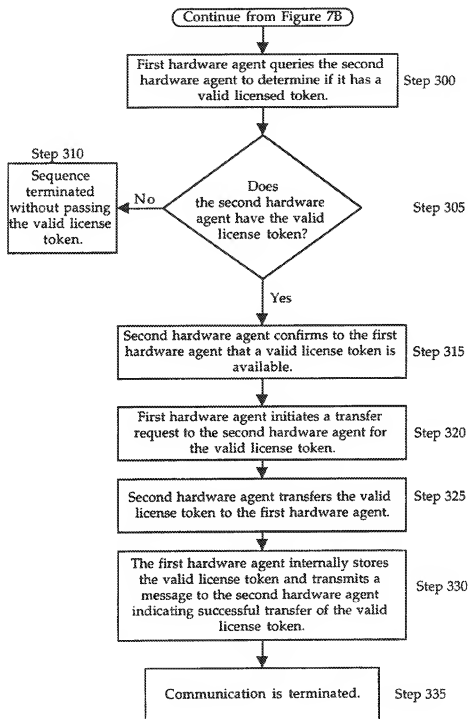 Continue from Figure 7B
First hardware agent queries the second
hardware agent to determine if it has a
valid licensed token.
Step 300
Step 310
Sequence
terminated
without passing
the valid license
token.
No
Does
the second hardware
agent have the valid
license token?
Step 305
Yes
Second hardware agent confirms to the first
hardware agent that a valid license token is
available.
Step 315
First hardware agent initiates a transfer
request to the second hardware agent for
the valid license token.
Step 320
Second hardware agent transfers the valid
license token to the first hardware agent.
Step 325
The first hardware agent internally stores
the valid license token and transmits a
message to the second hardware agent
indicating successful transfer of the valid
license token.
Step 330
Communication is terminated.
Step 335